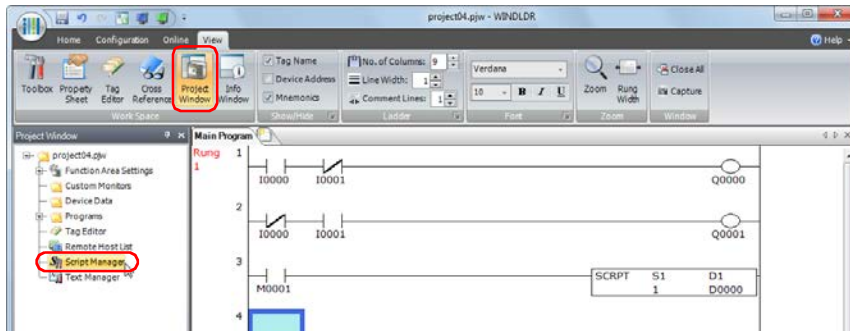 project04.pjw - WINDLDR
Home Configuration Online View Help
Tag Name No. of Columns: 9 Verdana Close All
Device Address Line Width: 1
Mnemonics Comment Lines: 1 10 B I U Capture
Toolbox Property Sheet Tag Editor Cross Reference Project Window Info Window Zoom Rung Width
Work Space Show/Hide Ladder Font Zoom Window
Project Window Main Program
project04.pjw
Function Area Settings
Custom Monitors
Device Data
Programs
Tag Editor
Remote Host List
Script Manager
Text Manager
Rung 1
1
I0000 I0001 Q0000
2
I0000 I0001 Q0001
3
SCRPT S1 D1
M0001 1 D0000
4